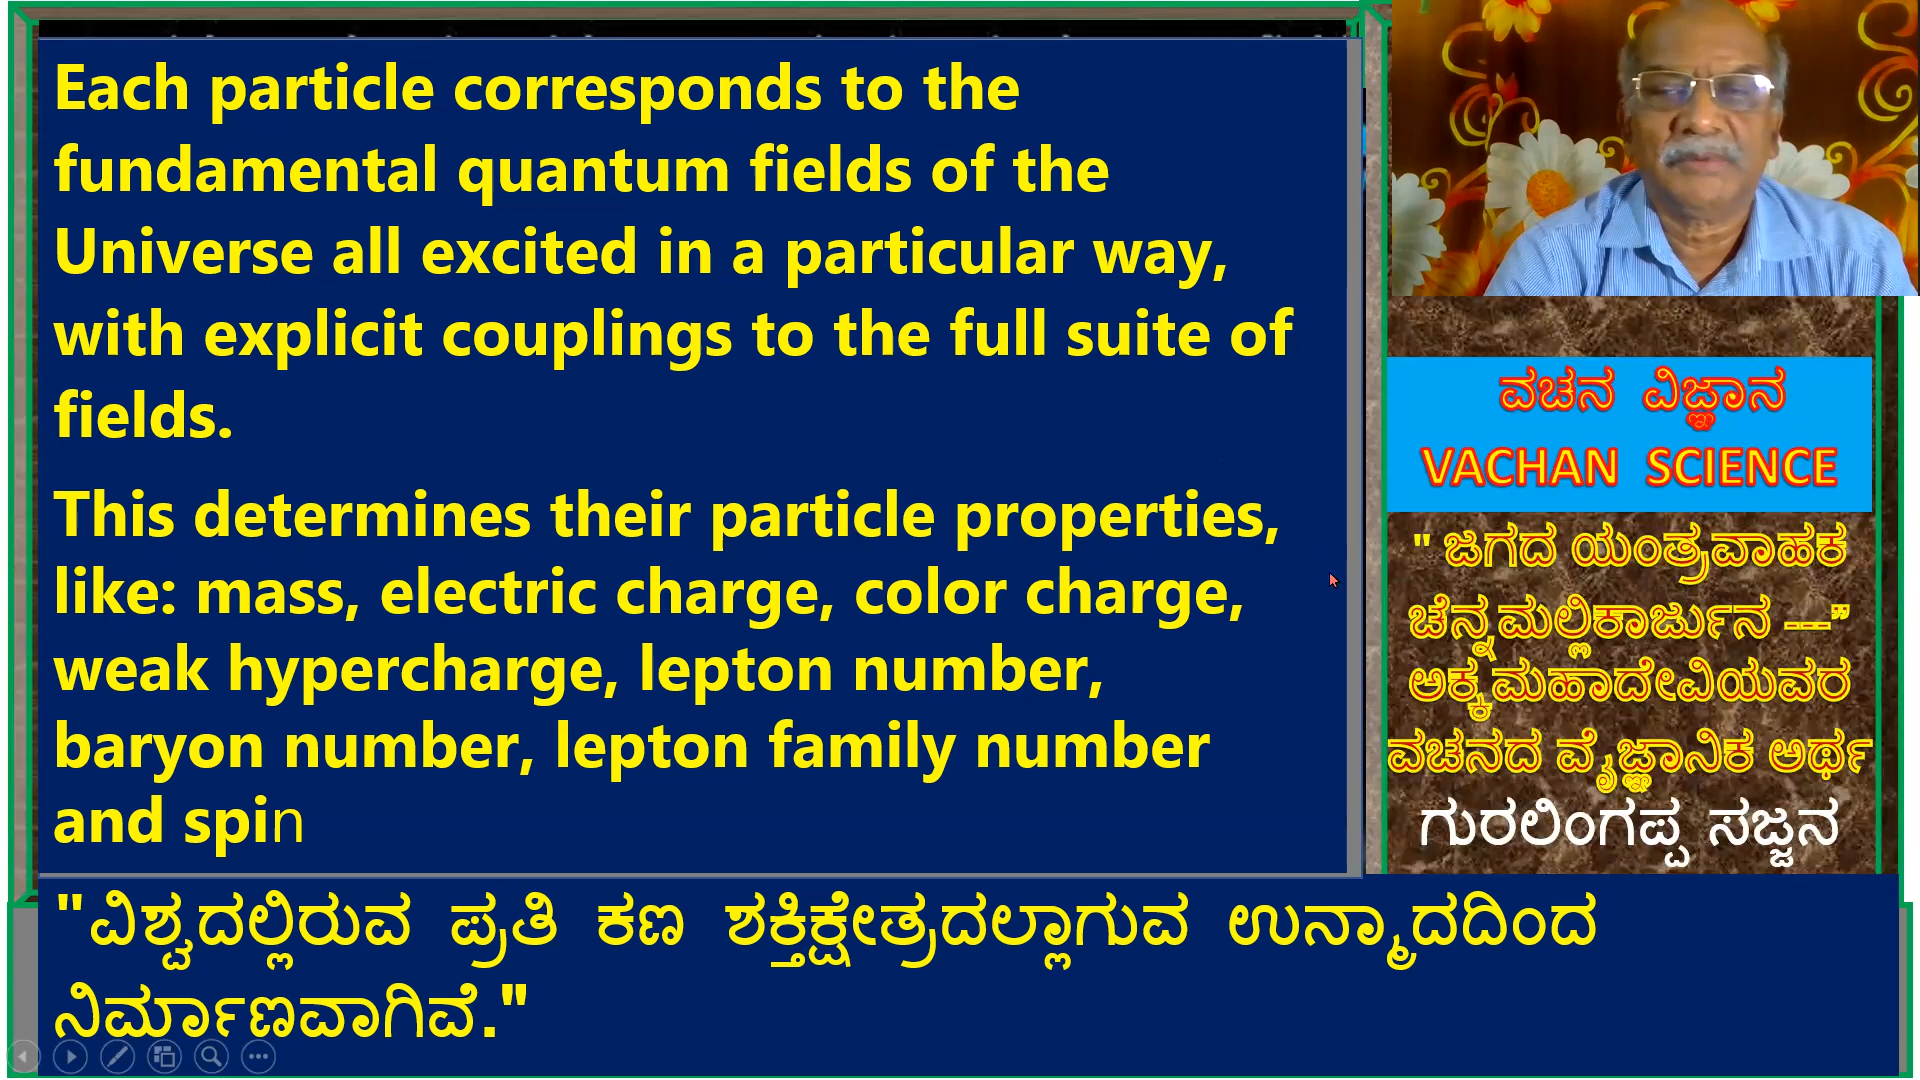 Each particle corresponds to the
fundamental quantum fields of the
Universe all excited in a particular way,
with explicit couplings to the full suite of
fields.
This determines their particle properties,
like: mass, electric charge, color charge,
weak hypercharge, lepton number,
baryon number, lepton family number
and spin
"ವಿಶ್ವದಲ್ಲಿರುವ ಪ್ರತಿ ಕಣ ಶಕ್ತಿಕ್ಷೇತ್ರದಲ್ಲಾಗುವ ಉನ್ಮಾದದಿಂದ
ನಿರ್ಮಾಣವಾಗಿವೆ."
ವಚನ ವಿಜ್ಞಾನ
VACHAN SCIENCE
" ಜಗದ ಯಂತ್ರವಾಹಕ
ಚೆನ್ನಮಲ್ಲಿಕಾರ್ಜುನ ---"
ಅಕ್ಕಮಹಾದೇವಿಯವರ
ವಚನದ ವೈಜ್ಞಾನಿಕ ಅರ್ಥ
ಗುರಲಿಂಗಪ್ಪ ಸಜ್ಜನ